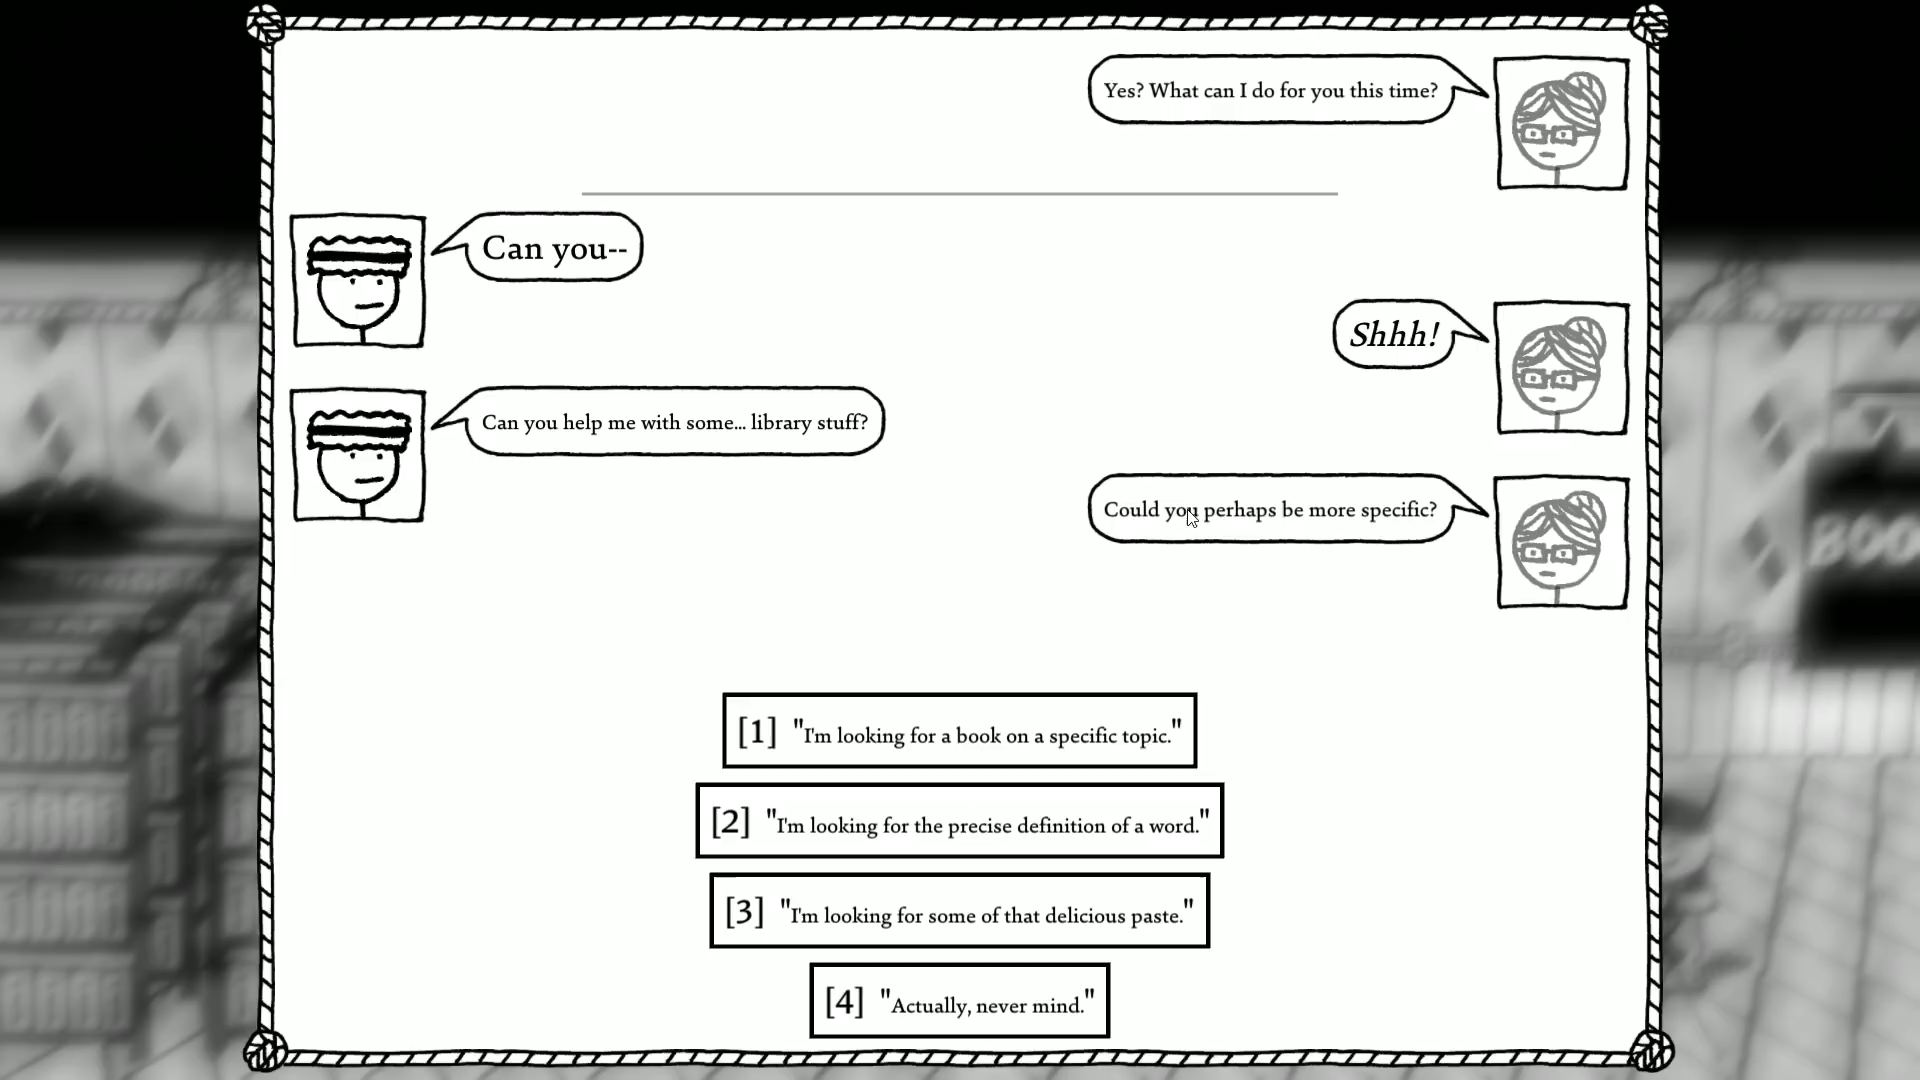 Yes? What can I do for you this time?
Can you--
Shhh!
Can you help me with some... library stuff?
Could you perhaps be more specific?
[1] "I'm looking for a book on a specific topic."
[2] "I'm looking for the precise definition of a word."
[3] "I'm looking for some of that delicious paste."
[4] "Actually, never mind."